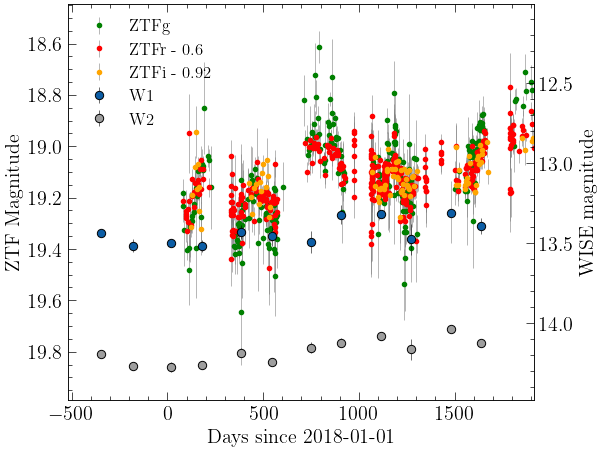 ZTFg
ZTFr - 0.6
ZTFi - 0.92
W1
W2
ZTF Magnitude
18.6
18.8
19.0
19.2
19.4
19.6
19.8
WISE magnitude
12.5
13.0
13.5
14.0
−500
0
500
1000
1500
Days since 2018-01-01